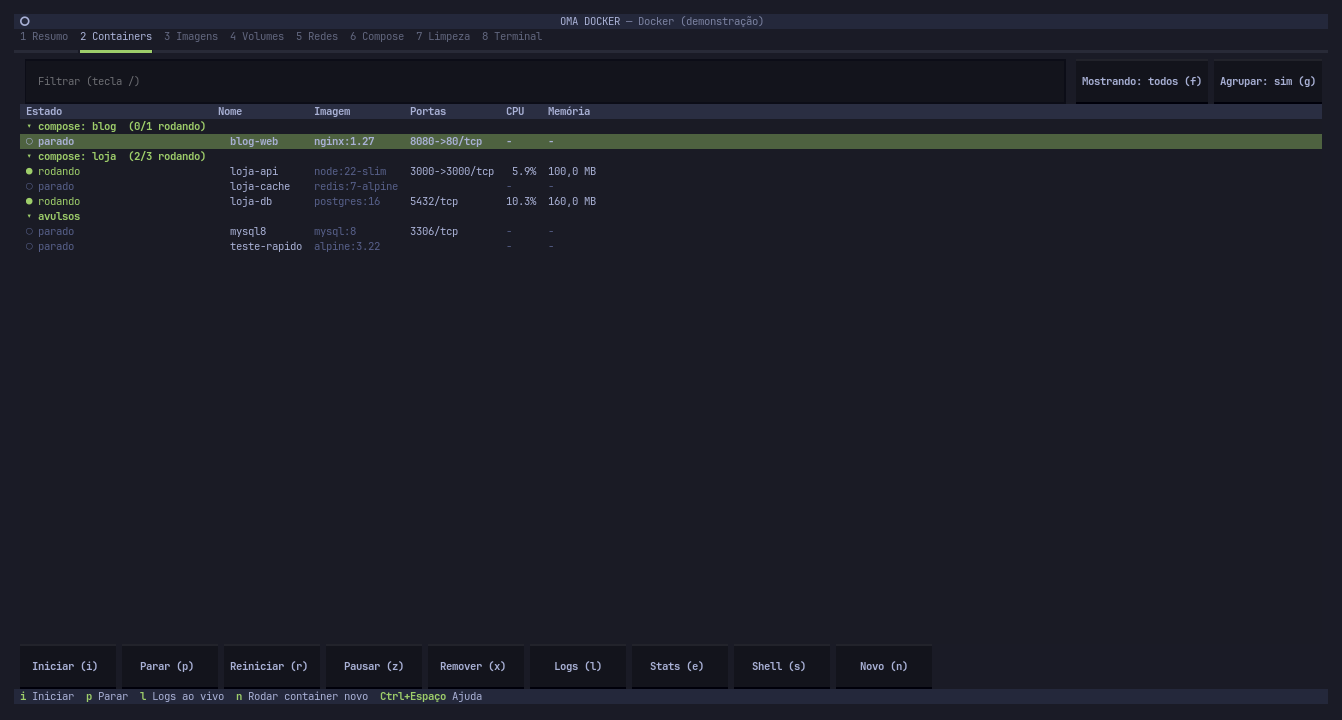 OMA DOCKER — Docker (demonstração)
1 Resumo 2 Containers 3 Imagens 4 Volumes 5 Redes 6 Compose 7 Limpeza 8 Terminal
Filtrar (tecla /) Mostrando: todos (f) Agrupar: sim (g)
Estado Nome Imagem Portas CPU Memória
▾ compose: blog (0/1 rodando)
○ parado blog-web nginx:1.27 8080->80/tcp - -
▾ compose: loja (2/3 rodando)
● rodando loja-api node:22-slim 3000->3000/tcp 5.9% 100,0 MB
○ parado loja-cache redis:7-alpine - -
● rodando loja-db postgres:16 5432/tcp 10.3% 160,0 MB
▾ avulsos
○ parado mysql8 mysql:8 3306/tcp - -
○ parado teste-rapido alpine:3.22 - -
Iniciar (i) Parar (p) Reiniciar (r) Pausar (z) Remover (x) Logs (l) Stats (e) Shell (s) Novo (n)
i Iniciar p Parar l Logs ao vivo n Rodar container novo Ctrl+Espaço Ajuda